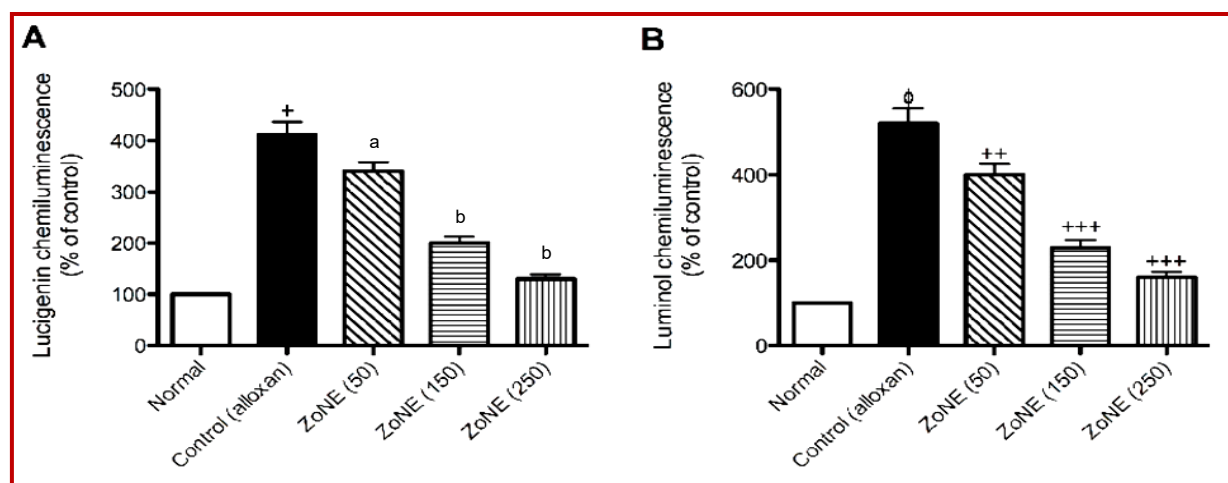 A
Lucigenin chemiluminescence
(% of control)
500
400
300
200
100
0
+
a
b
b
Normal
Control (alloxan)
ZoNE (50)
ZoNE (150)
ZoNE (250)
B
Luminol chemiluminescence
(% of control)
600
400
200
0
ϕ
++
+++
+++
Normal
Control (alloxan)
ZoNE (50)
ZoNE (150)
ZoNE (250)